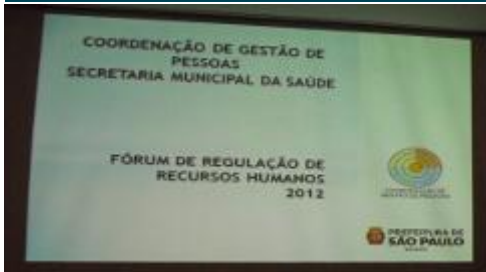 COORDENAÇÃO DE GESTÃO DE
PESSOAS
SECRETARIA MUNICIPAL DA SAÚDE
FÓRUM DE REGULAÇÃO DE
RECURSOS HUMANOS
2012
PREFEITURA DE
SÃO PAULO